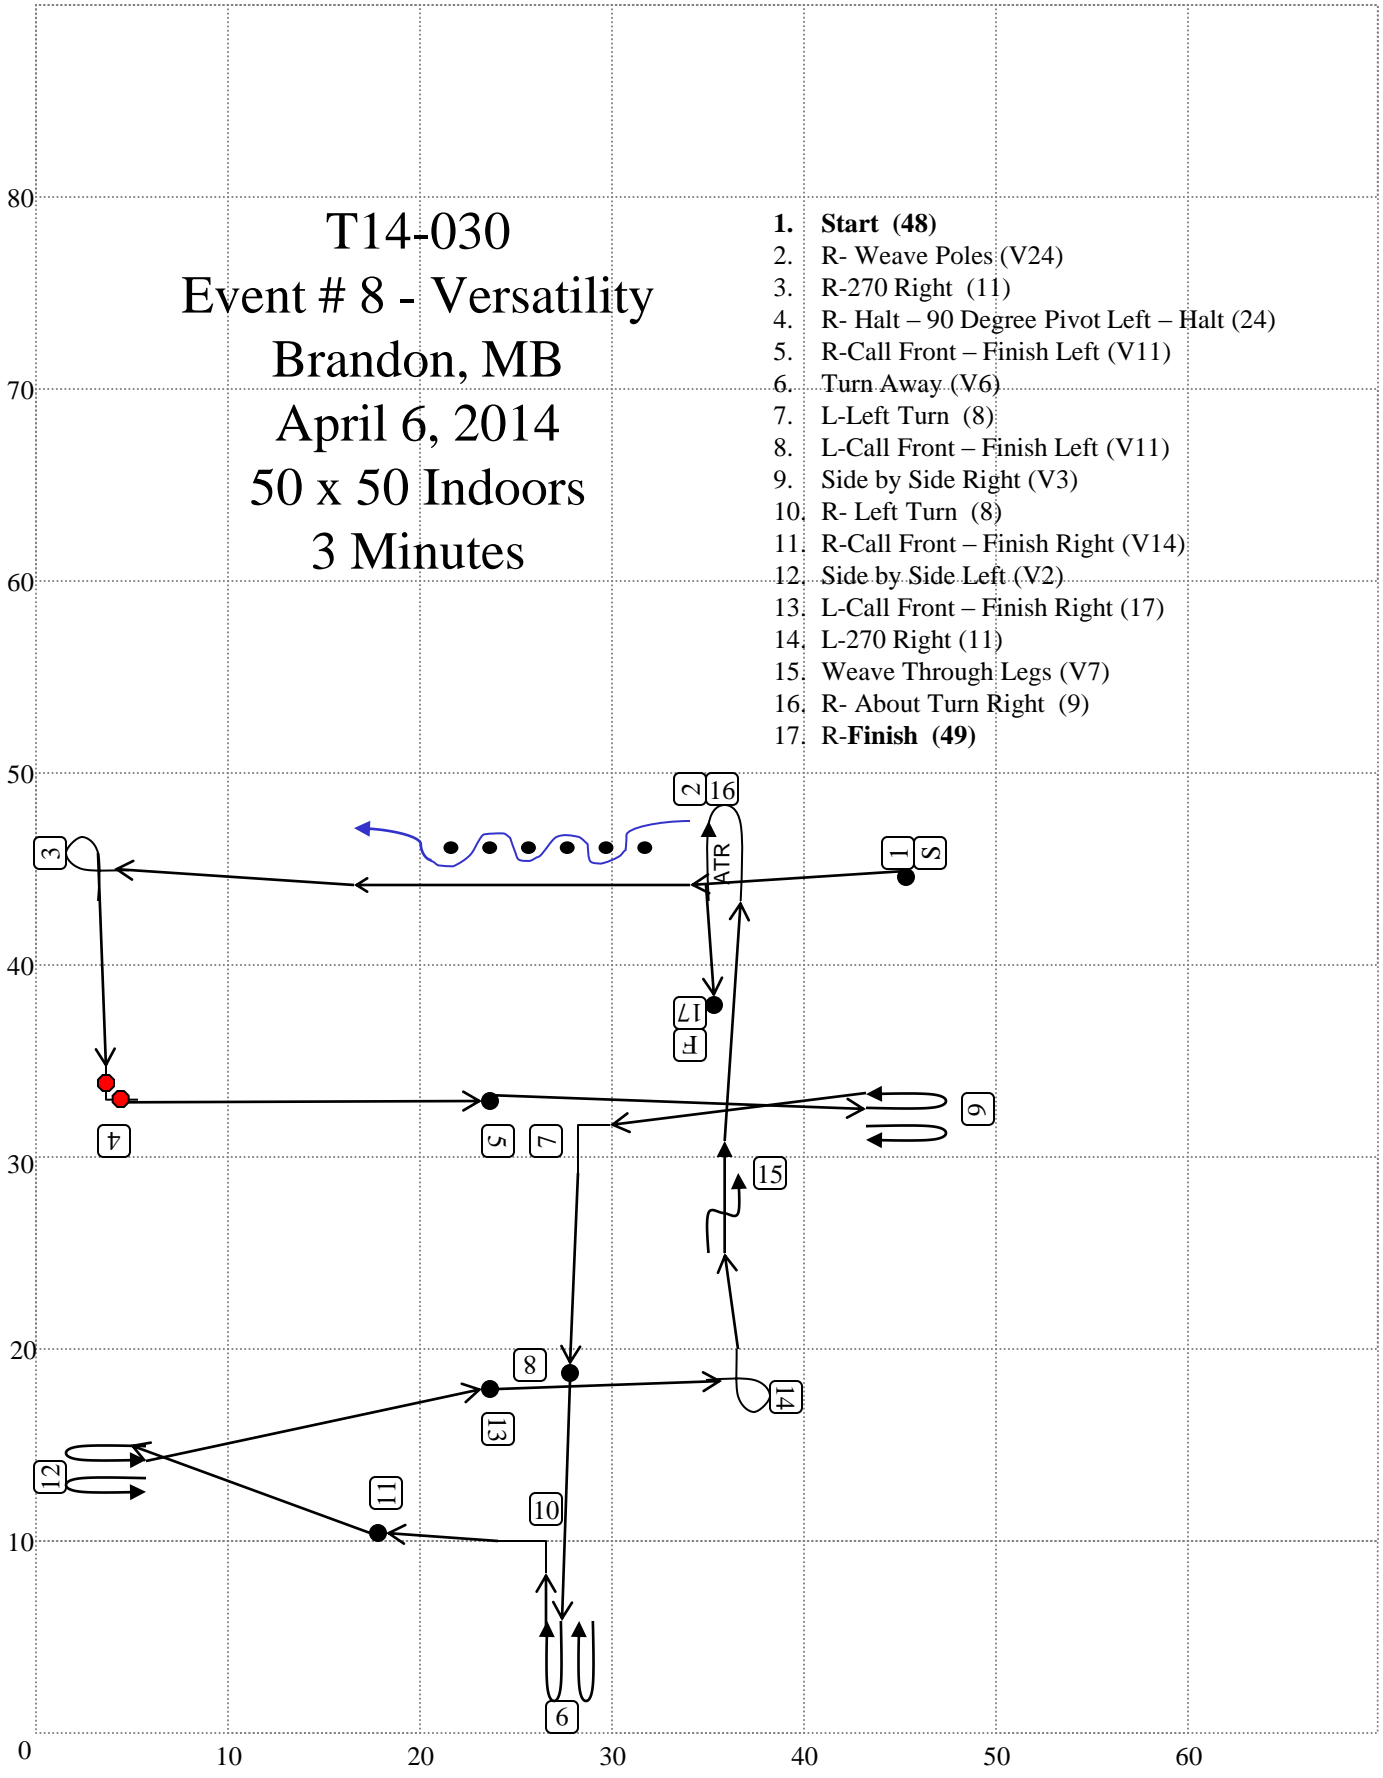 80
T14-030
Event # 8 - Versatility
Brandon, MB
April 6, 2014
50 x 50 Indoors
3 Minutes
1. Start (48)
2. R- Weave Poles (V24)
3. R-270 Right (11)
4. R- Halt – 90 Degree Pivot Left – Halt (24)
5. R-Call Front – Finish Left (V11)
6. Turn Away (V6)
7. L-Left Turn (8)
8. L-Call Front – Finish Left (V11)
9. Side by Side Right (V3)
10. R- Left Turn (8)
11. R-Call Front – Finish Right (V14)
12. Side by Side Left (V2)
13. L-Call Front – Finish Right (17)
14. L-270 Right (11)
15. Weave Through Legs (V7)
16. R- About Turn Right (9)
17. R-Finish (49)
70
60
50
2
16
3
ATR
1
S
40
17
F
4
5
7
6
30
15
20
8
14
13
12
11
10
10
9
0
10
20
30
40
50
60